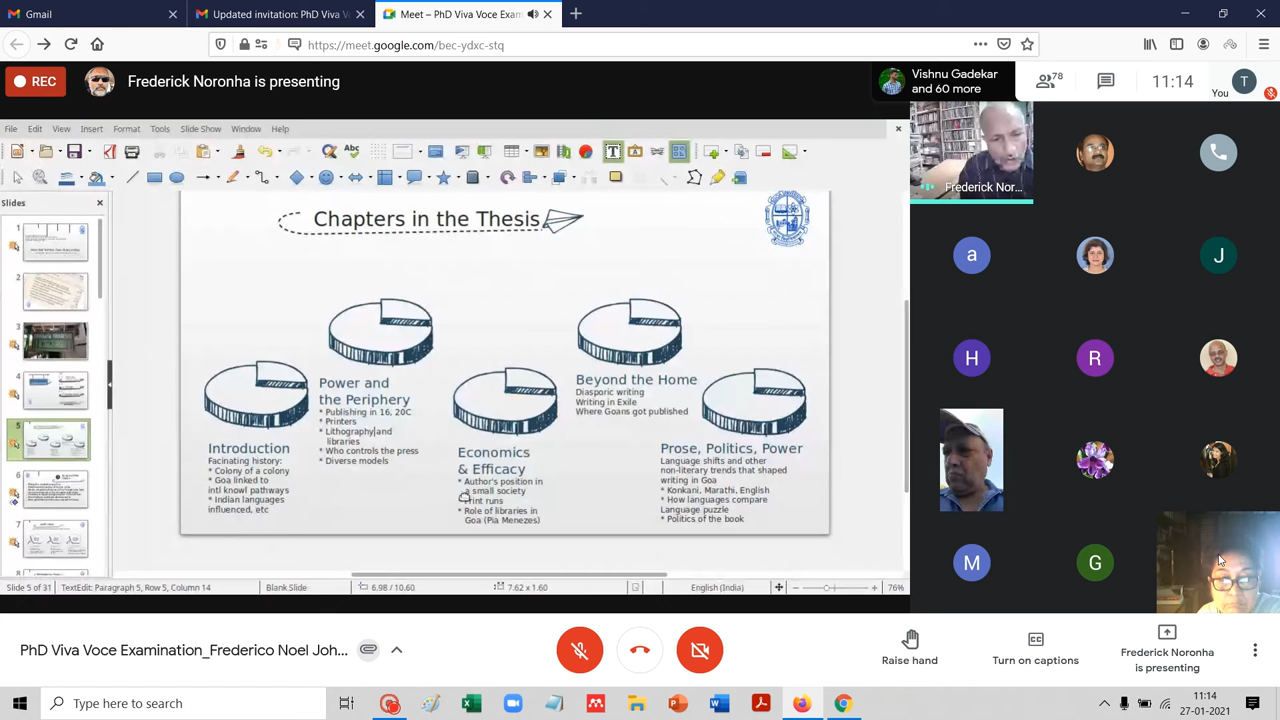 Gmail
Updated invitation: PhD Viva V
Meet – PhD Viva Voce Exam
https://meet.google.com/bec-ydxc-stq
REC
Frederick Noronha is presenting
Vishnu Gadekar
and 60 more
78
11:14
You
T
File Edit View Insert Format Tools Slide Show Window Help
Slides
1
2
3
4
5
6
7
8
Chapters in the Thesis
Introduction
Facinating history:
* Colony of a colony
* Goa linked to
intl knowl pathways
* Indian languages
influenced, etc
Power and
the Periphery
* Publishing in 16, 20C
* Printers
* Lithography and
libraries
* Who controls the press
* Diverse models
Economics
& Efficacy
* Author's position in
a small society
rint runs
* Role of libraries in
Goa (Pia Menezes)
Beyond the Home
Diasporic writing
Writing in Exile
Where Goans got published
Prose, Politics, Power
Language shifts and other
non-literary trends that shaped
writing in Goa
* Konkani, Marathi, English
* How languages compare
Language puzzle
* Politics of the book
Slide 5 of 31
TextEdit: Paragraph 5, Row 5, Column 14
Blank Slide
6.98 / 10.60
7.62 x 1.60
English (India)
76%
Frederick Nor...
a
J
H
R
M
G
PhD Viva Voce Examination_Frederico Noel Joh...
Raise hand
Turn on captions
Frederick Noronha
is presenting
Type here to search
11:14
27-01-2021